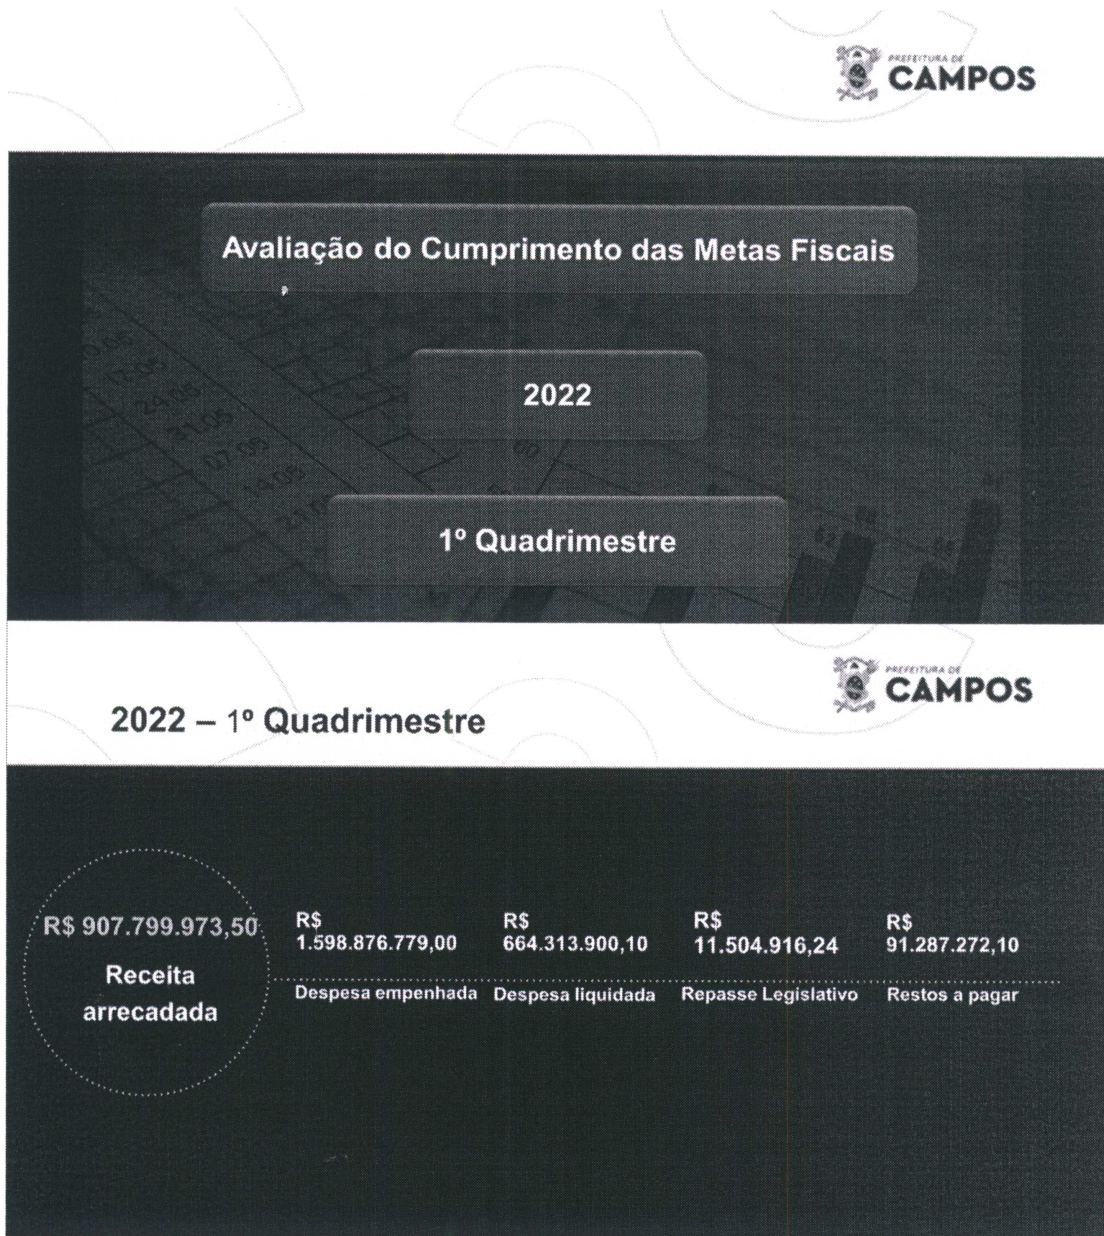 PREFEITURA DE
CAMPOS
Avaliação do Cumprimento das Metas Fiscais
2022
1º Quadrimestre
PREFEITURA DE
CAMPOS
2022 – 1º Quadrimestre
R$ 907.799.973,50
Receita
arrecadada
R$
1.598.876.779,00
Despesa empenhada
R$
664.313.900,10
Despesa liquidada
R$
11.504.916,24
Repasse Legislativo
R$
91.287.272,10
Restos a pagar